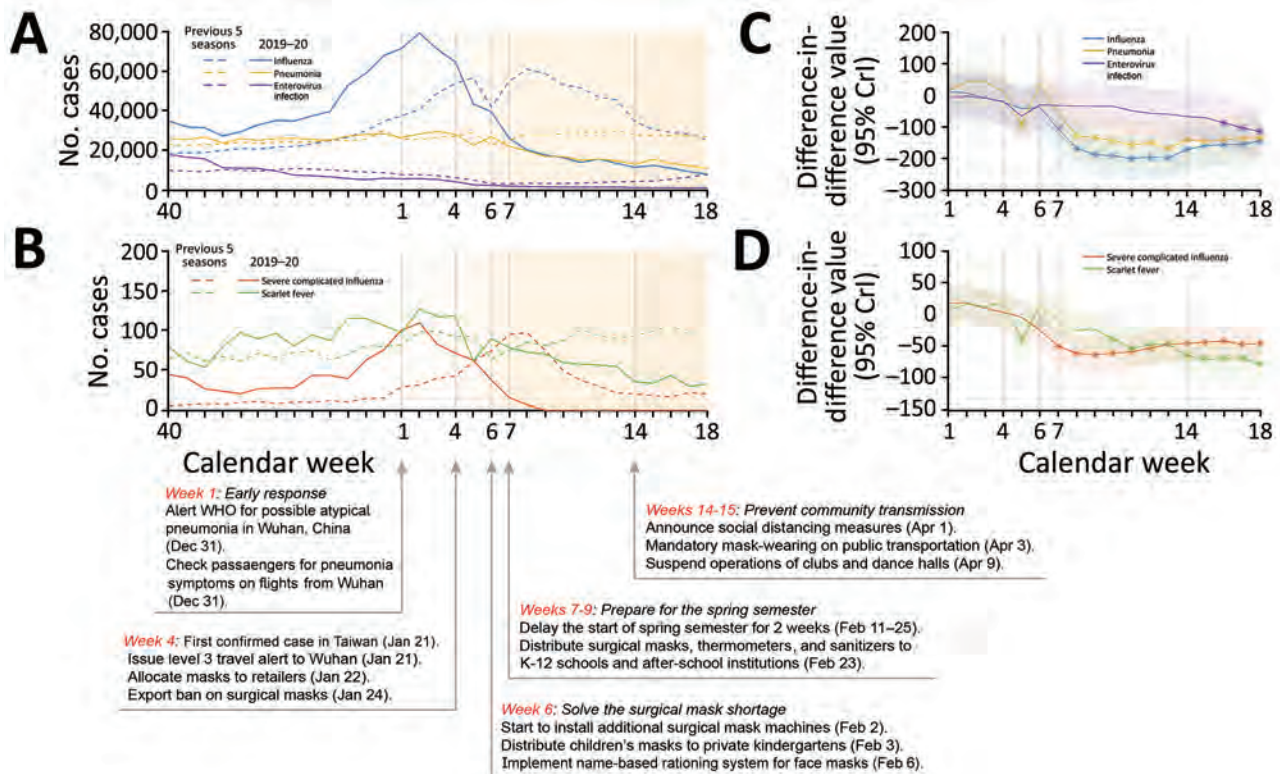 A
80,000
60,000
40,000
20,000
0
No. cases
Previous 5
seasons
2019–20
Influenza
Pneumonia
Enterovirus
infection
40
1
4
6
7
14
18
C
200
100
0
−100
−200
−300
Difference-in-
difference value
(95% CrI)
Influenza
Pneumonia
Enterovirus
infection
1
4
6
7
14
18
B
200
150
100
50
0
No. cases
Previous 5
seasons
2019–20
Severe complicated influenza
Scarlet fever
40
1
4
6
7
14
18
Calendar week
D
100
50
0
−50
−100
−150
Difference-in-
difference value
(95% CrI)
Severe complicated influenza
Scarlet fever
1
4
6
7
14
18
Calendar week
Week 1: Early response
Alert WHO for possible atypical
pneumonia in Wuhan, China
(Dec 31).
Check passaengers for pneumonia
symptoms on flights from Wuhan
(Dec 31).
Week 4: First confirmed case in Taiwan (Jan 21).
Issue level 3 travel alert to Wuhan (Jan 21).
Allocate masks to retailers (Jan 22).
Export ban on surgical masks (Jan 24).
Weeks 14-15: Prevent community transmission
Announce social distancing measures (Apr 1).
Mandatory mask-wearing on public transportation (Apr 3).
Suspend operations of clubs and dance halls (Apr 9).
Weeks 7-9: Prepare for the spring semester
Delay the start of spring semester for 2 weeks (Feb 11–25).
Distribute surgical masks, thermometers, and sanitizers to
K-12 schools and after-school institutions (Feb 23).
Week 6: Solve the surgical mask shortage
Start to install additional surgical mask machines (Feb 2).
Distribute children's masks to private kindergartens (Feb 3).
Implement name-based rationing system for face masks (Feb 6).